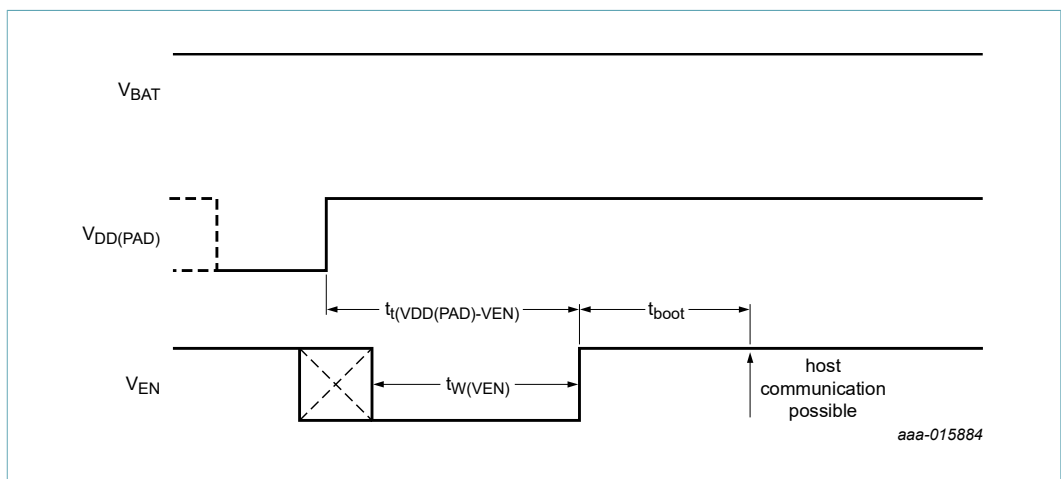 VBAT
VDD(PAD)
tt(VDD(PAD)-VEN)
tboot
VEN
tW(VEN)
host
communication
possible
aaa-015884